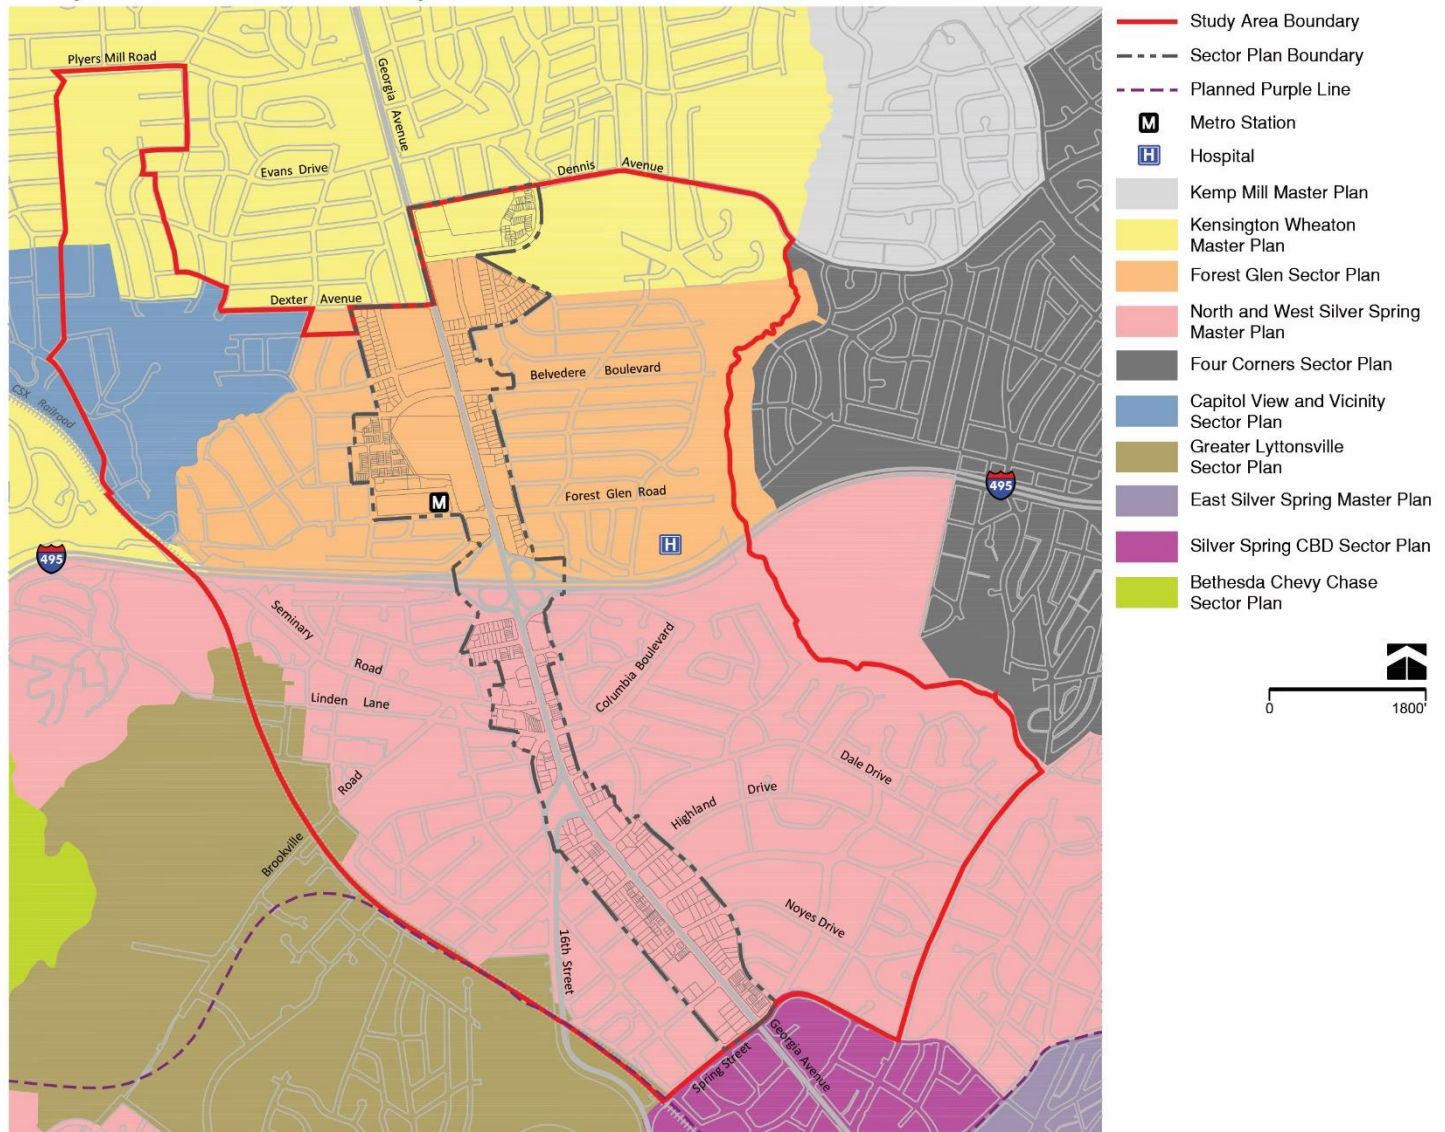 Plyers Mill Road
Georgia Avenue
Evans Drive
Dennis Avenue
Dexter Avenue
Belvedere Boulevard
CSX Railroad
M
Forest Glen Road
H
495
495
Seminary Road
Linden Lane
Columbia Boulevard
Road
Brookville
Dale Drive
Highland Drive
Noyes Drive
16th Street
Spring Street
Georgia Avenue
Study Area Boundary
Sector Plan Boundary
Planned Purple Line
M Metro Station
H Hospital
Kemp Mill Master Plan
Kensington Wheaton
Master Plan
Forest Glen Sector Plan
North and West Silver Spring
Master Plan
Four Corners Sector Plan
Capitol View and Vicinity
Sector Plan
Greater Lyttonsville
Sector Plan
East Silver Spring Master Plan
Silver Spring CBD Sector Plan
Bethesda Chevy Chase
Sector Plan
0 1800'